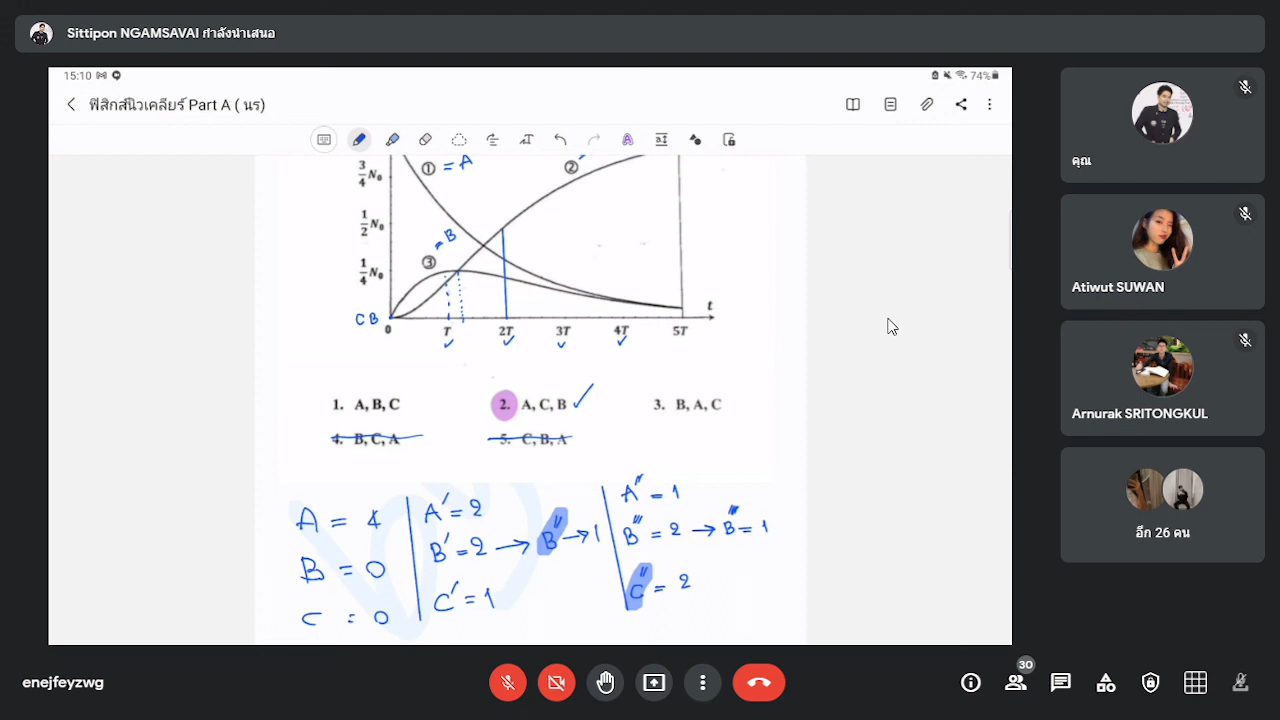 Sittipon NGAMSAVAI กำลังนำเสนอ
15:10
74%
ฟิสิกส์นิวเคลียร์ Part A ( นร)
3/4 N₀
① = A
②
1/2 N₀
= B
③
1/4 N₀
C B
0 T 2T 3T 4T 5T
t
1. A, B, C
2. A, C, B ✓
3. B, A, C
4. B, C, A
5. C, B, A
A = 4
B = 0
C = 0
A' = 2
B' = 2 → B'' → 1
C' = 1
A'' = 1
B''' = 2 → B''' = 1
C'' = 2
คุณ
Atiwut SUWAN
Arnurak SRITONGKUL
อีก 26 คน
enejfeyzwg
30